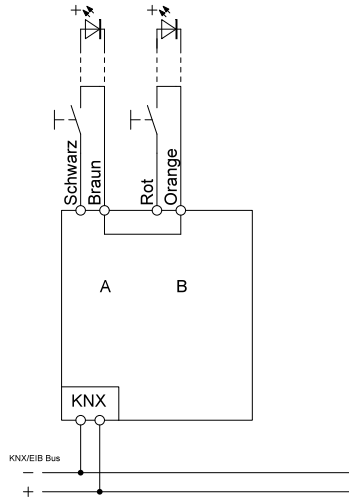 +
+
Schwarz
Braun
Rot
Orange
A
B
KNX
KNX/EIB Bus
−
+